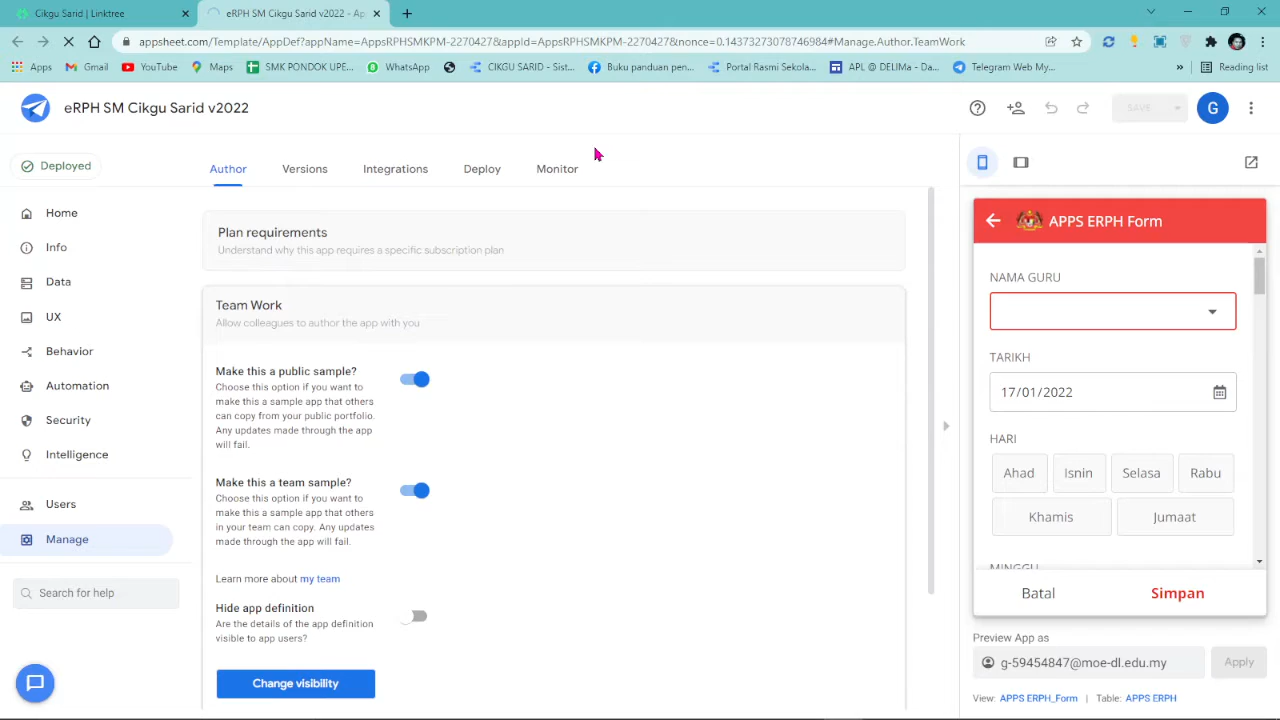 Cikgu Sarid | Linktree
eRPH SM Cikgu Sarid v2022 - Ap
appsheet.com/Template/AppDef?appName=AppsRPHSMKPM-2270427&appId=AppsRPHSMKPM-2270427&nonce=0.1437327307874698​4#Manage.Author.TeamWork
Apps
Gmail
YouTube
Maps
SMK PONDOK UPE...
WhatsApp
CIKGU SARID - Sist...
Buku panduan pen...
Portal Rasmi Sekola...
APL @ DELIMa - Da...
Telegram Web My...
»
Reading list
eRPH SM Cikgu Sarid v2022
SAVE
G
Deployed
Author
Versions
Integrations
Deploy
Monitor
Home
Info
Data
UX
Behavior
Automation
Security
Intelligence
Users
Manage
Search for help
Plan requirements
Understand why this app requires a specific subscription plan
Team Work
Allow colleagues to author the app with you
Make this a public sample?
Choose this option if you want to
make this a sample app that others
can copy from your public portfolio.
Any updates made through the app
will fail.
Make this a team sample?
Choose this option if you want to
make this a sample app that others
in your team can copy. Any updates
made through the app will fail.
Learn more about my team
Hide app definition
Are the details of the app definition
visible to app users?
Change visibility
APPS ERPH Form
NAMA GURU
TARIKH
17/01/2022
HARI
Ahad
Isnin
Selasa
Rabu
Khamis
Jumaat
MINGGU
Batal
Simpan
Preview App as
g-59454847@moe-dl.edu.my
Apply
View: APPS ERPH_Form | Table: APPS ERPH